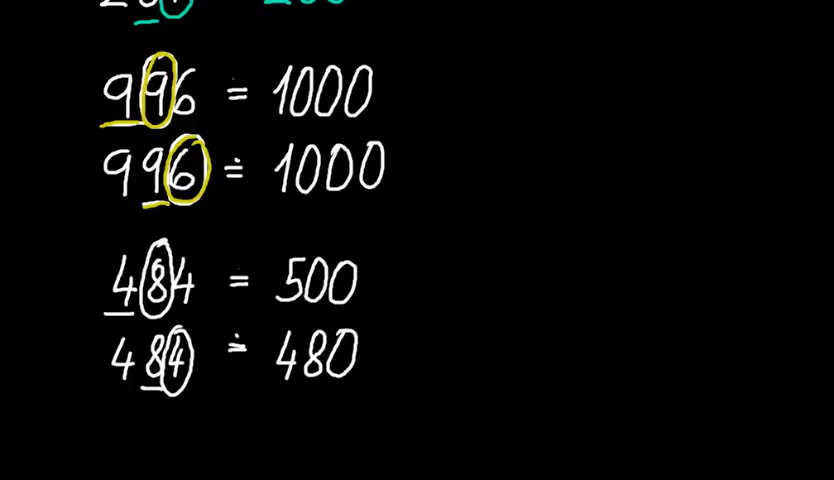 996 ≐ 1000
996 ≐ 1000
484 ≐ 500
484 ≐ 480